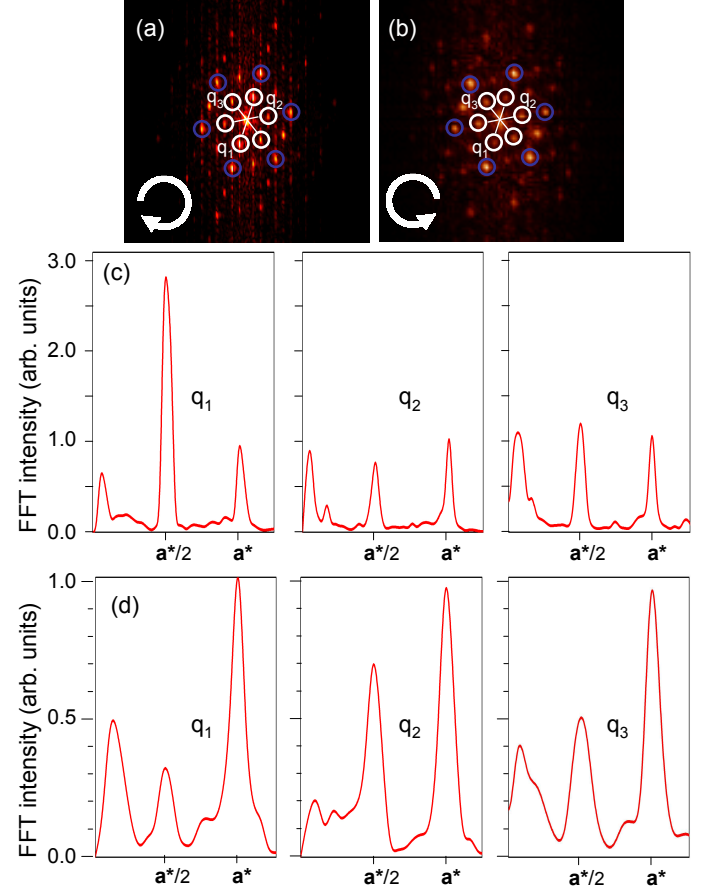 (a)
(b)
q3
q2
q1
q3
q2
q1
(c)
FFT intensity (arb. units)
3.0
2.0
1.0
0.0
q1
q2
q3
a*/2
a*
a*/2
a*
a*/2
a*
(d)
FFT intensity (arb. units)
1.0
0.5
0.0
q1
q2
q3
a*/2
a*
a*/2
a*
a*/2
a*